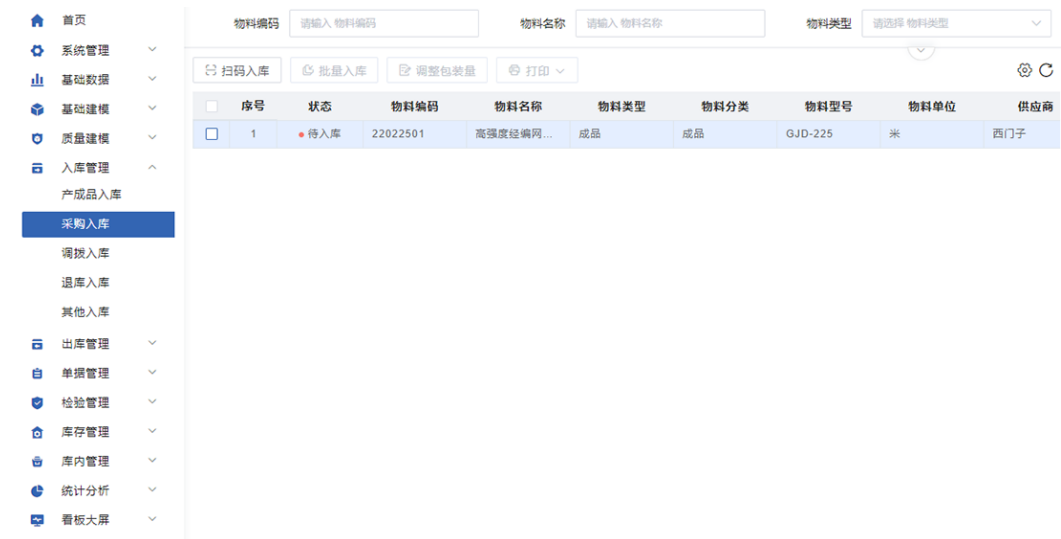 首页
系统管理
基础数据
基础建模
质量建模
入库管理
产成品入库
采购入库
调拨入库
退库入库
其他入库
出库管理
单据管理
检验管理
库存管理
库内管理
统计分析
看板大屏
物料编码 请输入 物料编码 物料名称 请输入 物料名称 物料类型 请选择 物料类型
扫码入库 批量入库 调整包装量 打印
序号 状态 物料编码 物料名称 物料类型 物料分类 物料型号 物料单位 供应商
1 待入库 22022501 高强度经编网... 成品 成品 GJD-225 米 西门子